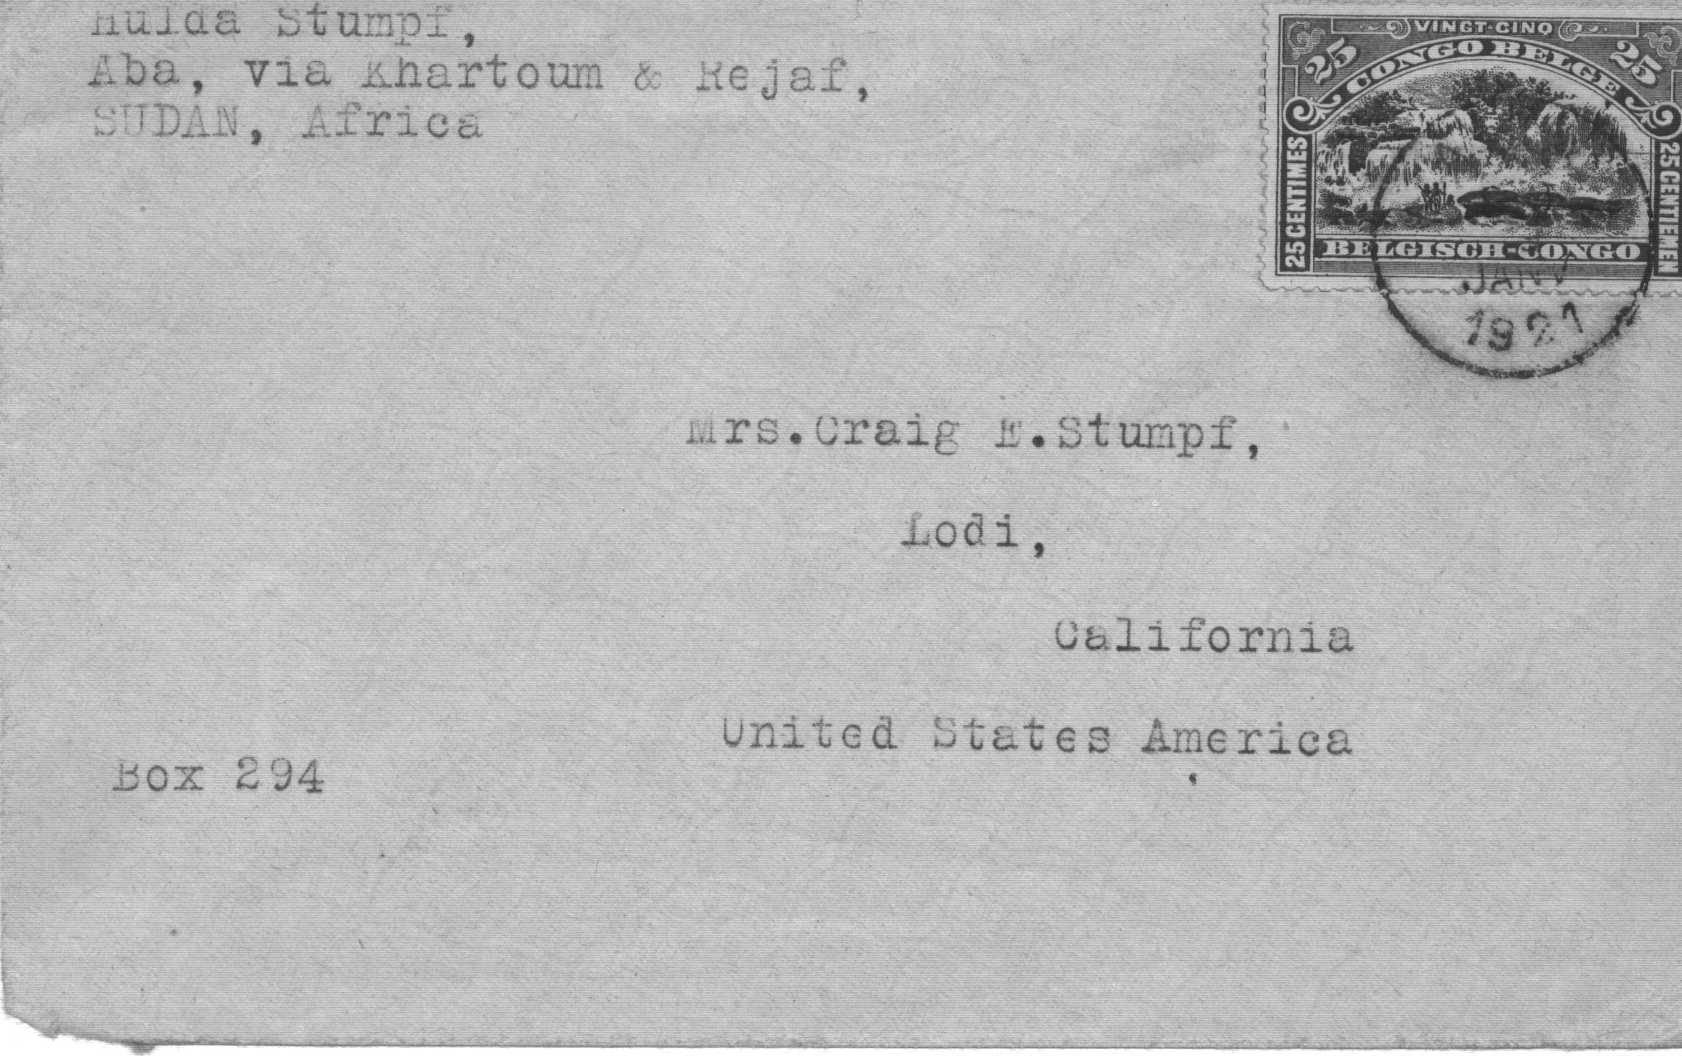 Hulda Stumpf,
Aba, via Khartoum & Rejaf,
SUDAN, Africa
VINGT-CINQ
25 25
CONGO BELGE
25 CENTIMES
25 CENTIEMEN
BELGISCH-CONGO
JANV
1921
Mrs.Craig E.Stumpf,
Lodi,
California
United States America
Box 294